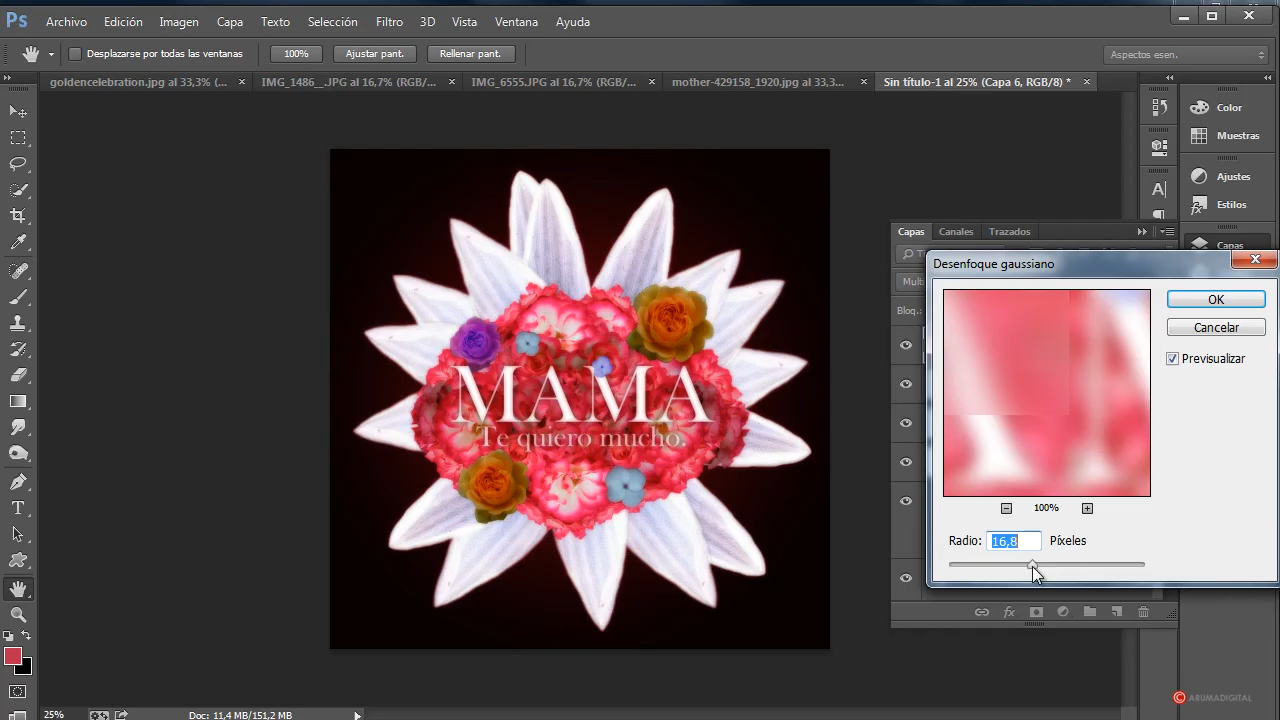 Ps Archivo Edición Imagen Capa Texto Selección Filtro 3D Vista Ventana Ayuda
Desplazarse por todas las ventanas 100% Ajustar pant. Rellenar pant. Aspectos esen.
goldencelebration.jpg al 33,3% (... × IMG_1486__.JPG al 16,7% (RGB/... × IMG_6555.JPG al 16,7% (RGB/... × mother-429158_1920.jpg al 33,3... × Sin título-1 al 25% (Capa 6, RGB/8) * ×
Color
Muestras
Ajustes
Estilos
Capas
Capas Canales Trazados
Mult
Bloq.:
Desenfoque gaussiano
OK
Cancelar
Previsualizar
100%
Radio: 16,8 Píxeles
MAMA
Te quiero mucho.
25% Doc: 11,4 MB/151,2 MB
© ARUMADIGITAL